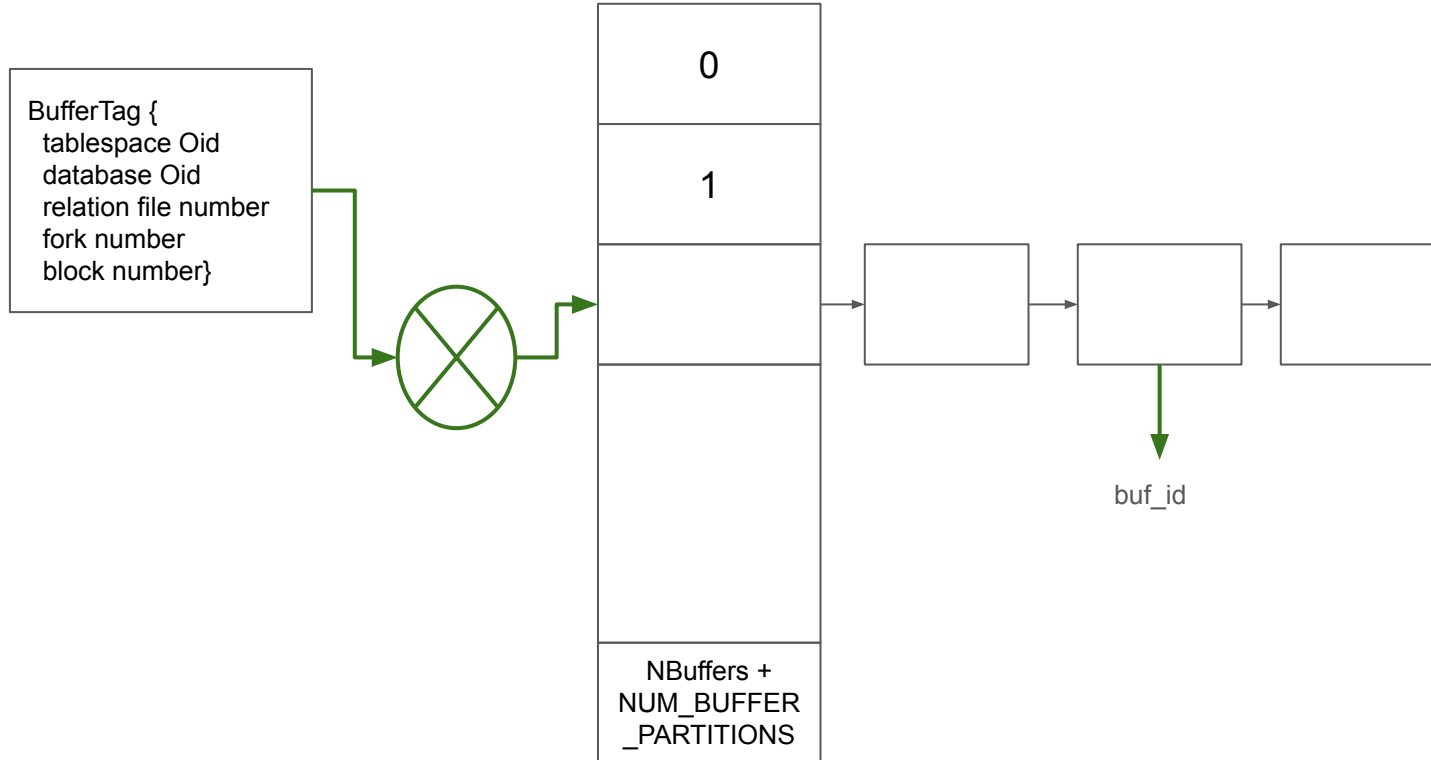 BufferTag {
tablespace Oid
database Oid
relation file number
fork number
block number}
0
1
NBuffers +
NUM_BUFFER
_PARTITIONS
buf_id